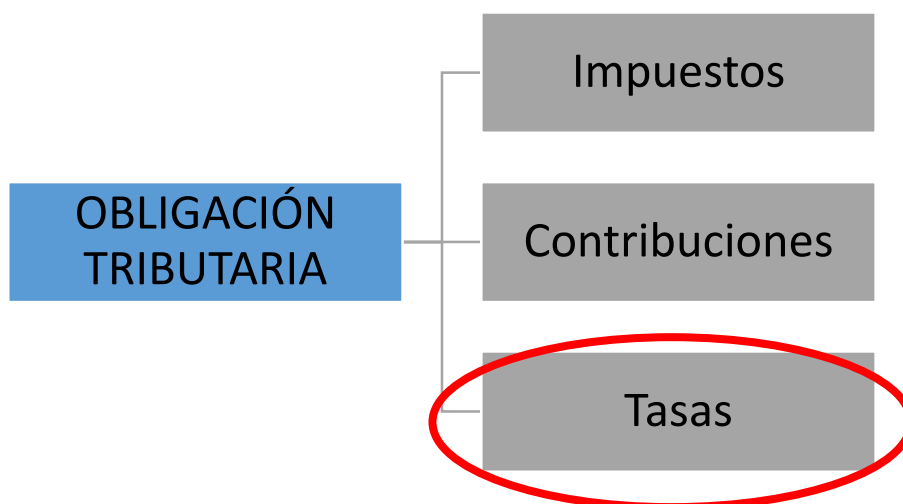 OBLIGACIÓN
TRIBUTARIA
Impuestos
Contribuciones
Tasas